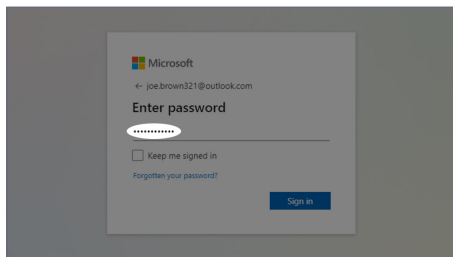 Microsoft
← joe.brown321@outlook.com
Enter password
••••••••••••
Keep me signed in
Forgotten your password?
Sign in